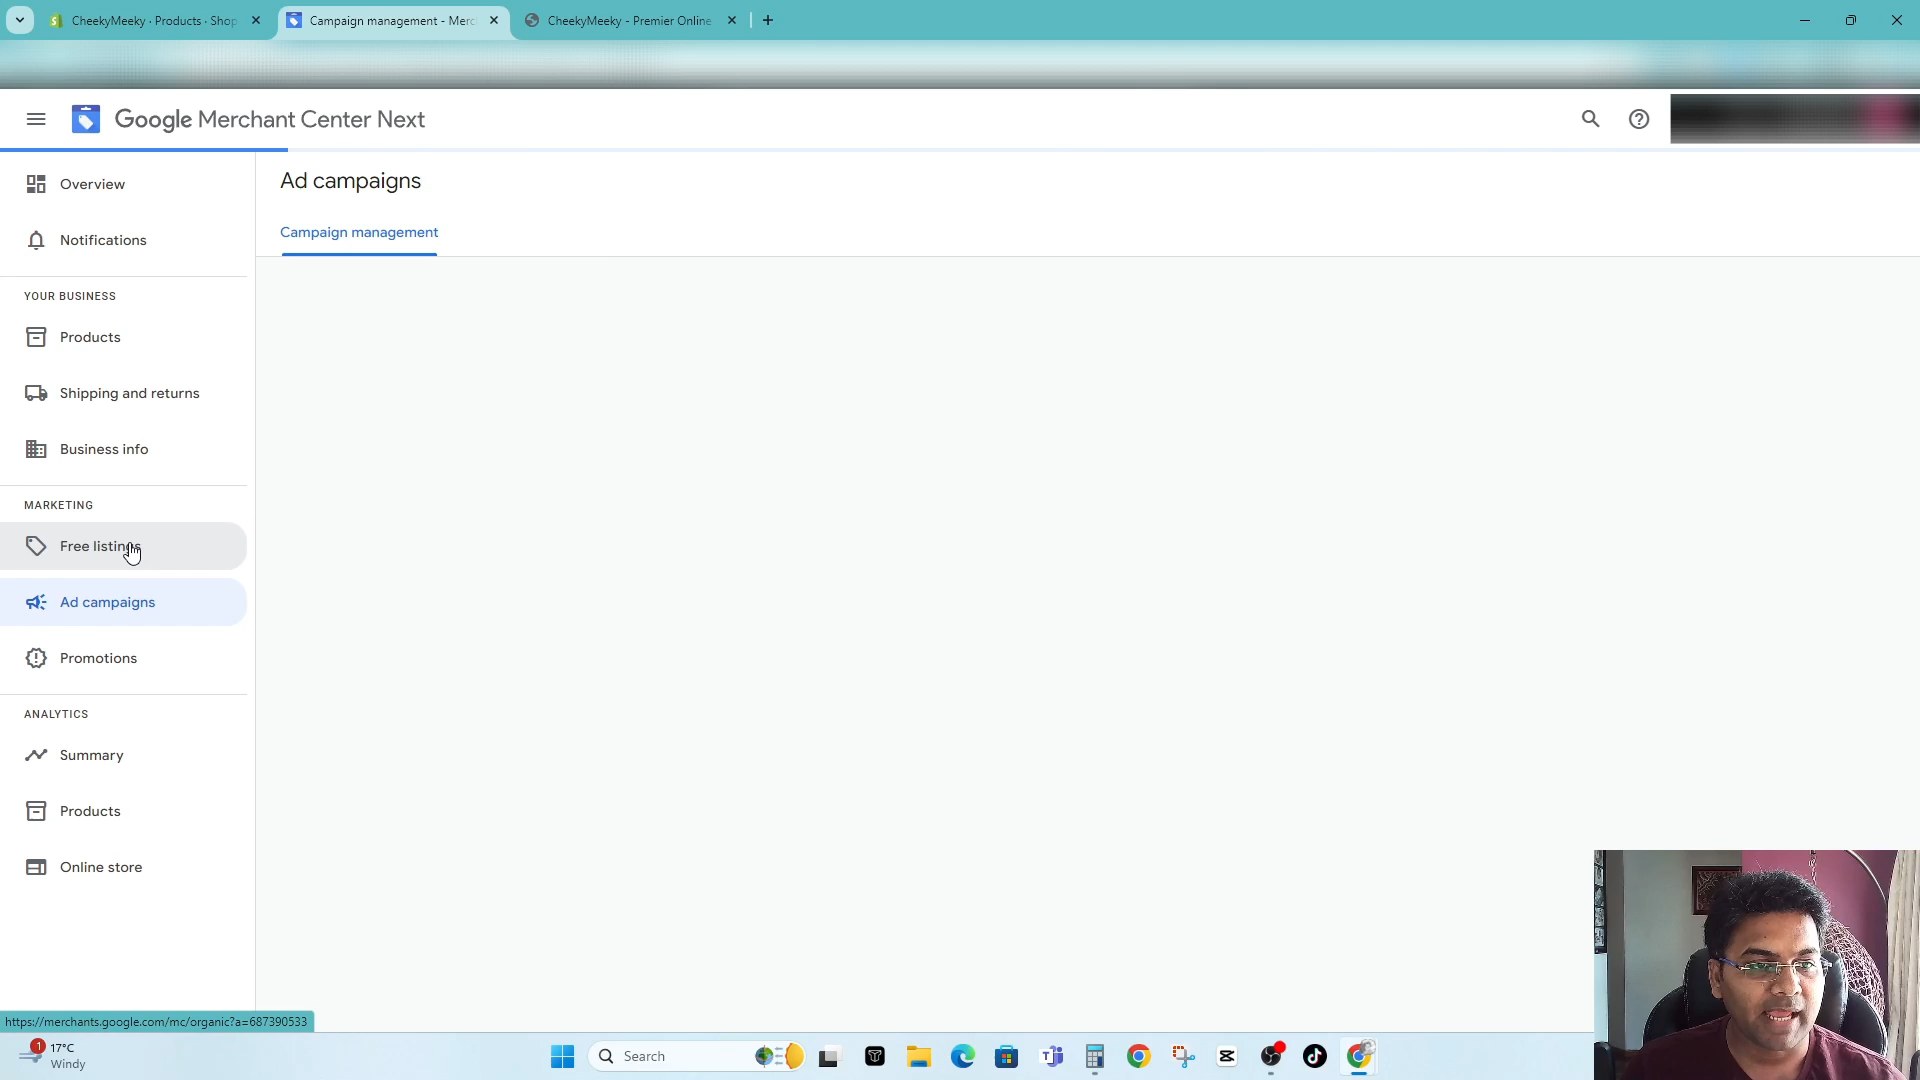 CheekyMeeky · Products · Shop
Campaign management - Merc
CheekyMeeky - Premier Online
Google Merchant Center Next
Overview
Notifications
YOUR BUSINESS
Products
Shipping and returns
Business info
MARKETING
Free listings
Ad campaigns
Promotions
ANALYTICS
Summary
Products
Online store
Ad campaigns
Campaign management
https://merchants.google.com/mc/organic?a=687390533
1
17°C
Windy
Search